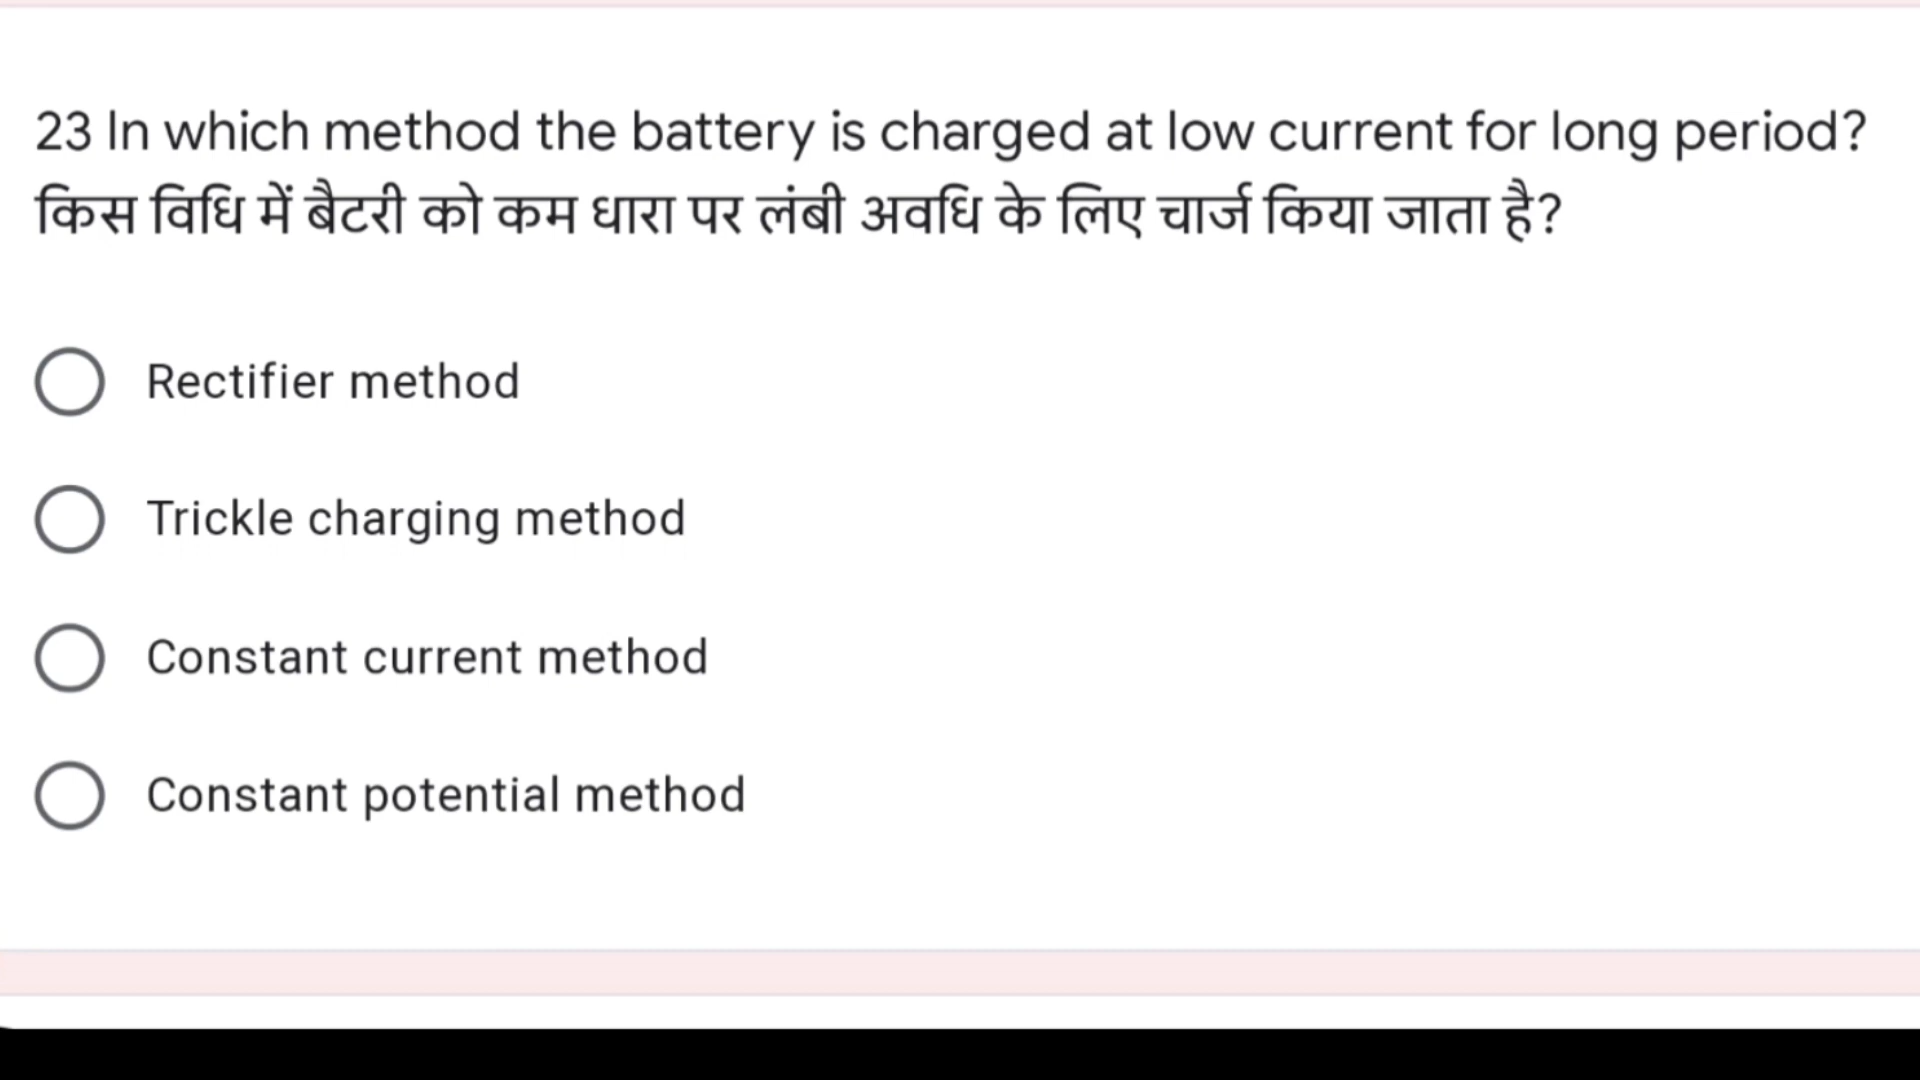 23 In which method the battery is charged at low current for long period?
किस विधि में बैटरी को कम धारा पर लंबी अवधि के लिए चार्ज किया जाता है?
Rectifier method
Trickle charging method
Constant current method
Constant potential method